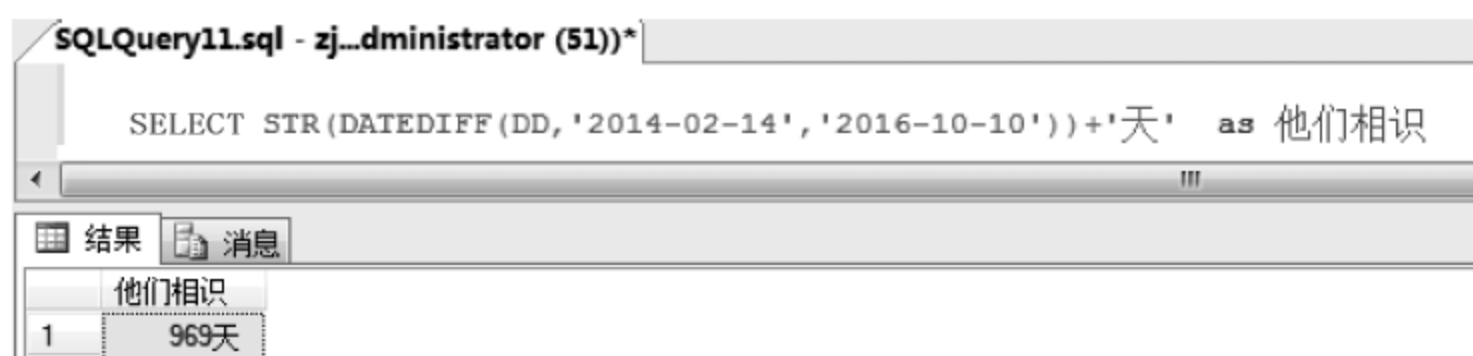 SQLQuery11.sql - zj...dministrator (51))*
SELECT STR(DATEDIFF(DD,'2014-02-14','2016-10-10'))+'天' as 他们相识
结果 消息
他们相识
1 969天